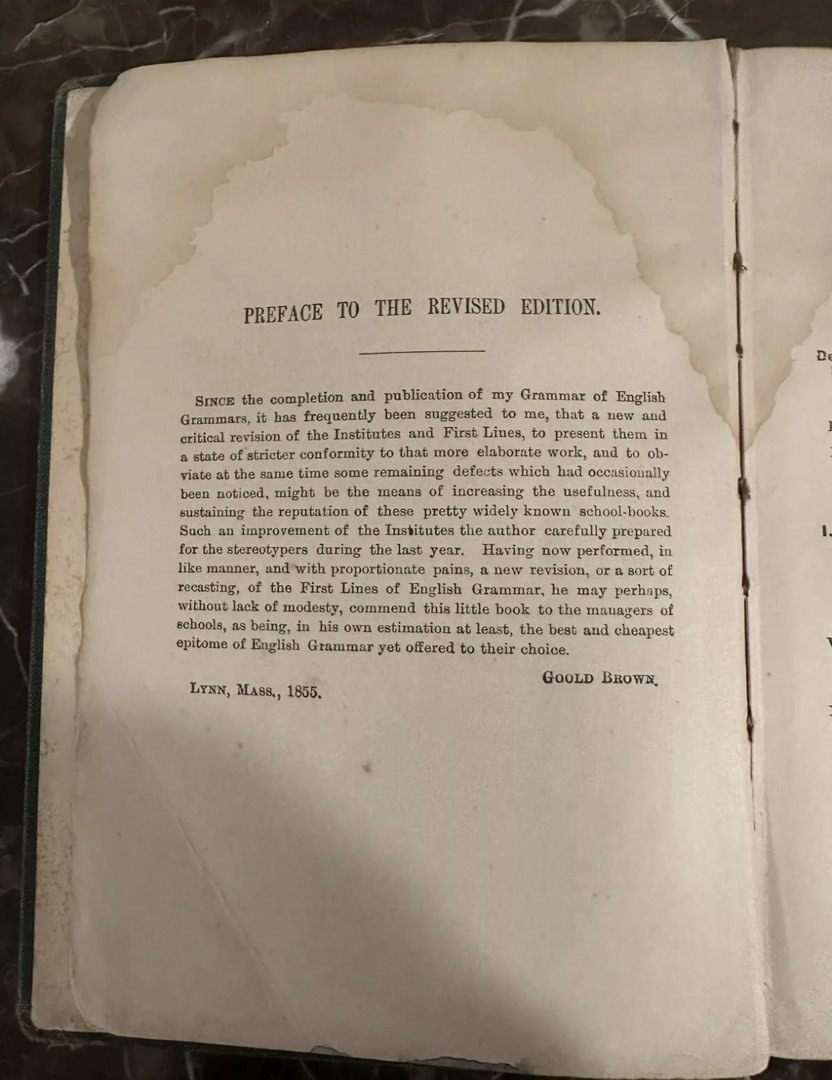 PREFACE TO THE REVISED EDITION.
SINCE the completion and publication of my Grammar of English
Grammars, it has frequently been suggested to me, that a new and
critical revision of the Institutes and First Lines, to present them in
a state of stricter conformity to that more elaborate work, and to ob-
viate at the same time some remaining defects which had occasionally
been noticed, might be the means of increasing the usefulness, and
sustaining the reputation of these pretty widely known school-books.
Such an improvement of the Institutes the author carefully prepared
for the stereotypers during the last year. Having now performed, in
like manner, and with proportionate pains, a new revision, or a sort of
recasting, of the First Lines of English Grammar, he may perhaps,
without lack of modesty, commend this little book to the managers of
schools, as being, in his own estimation at least, the best and cheapest
epitome of English Grammar yet offered to their choice.
GOOLD BROWN.
LYNN, MASS., 1855.
De
I.